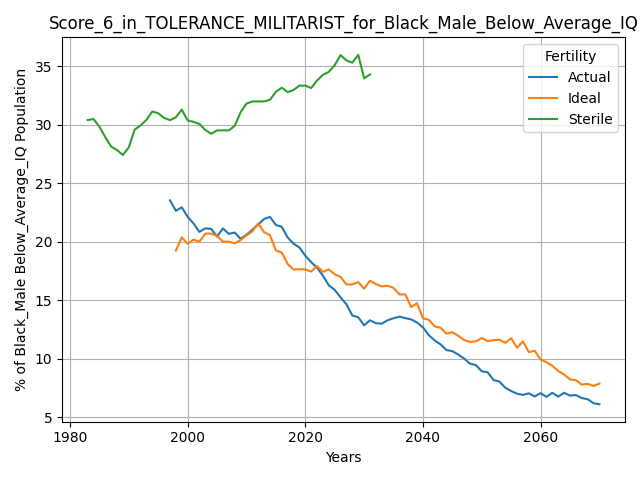 Score_6_in_TOLERANCE_MILITARIST_for_Black_Male_Below_Average_IQ
% of Black_Male Below_Average_IQ Population
35
30
25
20
15
10
5
Fertility
Actual
Ideal
Sterile
1980
2000
2020
2040
2060
Years